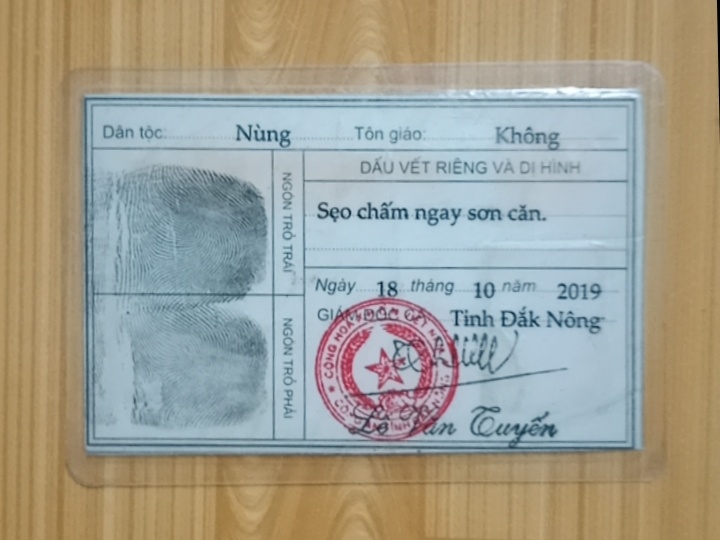 Dân tộc: Nùng Tôn giáo: Không
NGÓN TRỎ TRÁI
NGÓN TRỎ PHẢI
DẤU VẾT RIÊNG VÀ DỊ HÌNH
Sẹo chấm ngay sơn căn.
Ngày 18 tháng 10 năm 2019
GIÁM ĐỐC CA Tỉnh Đắk Nông
CỘNG HOÀ
Lê Văn Tuyến